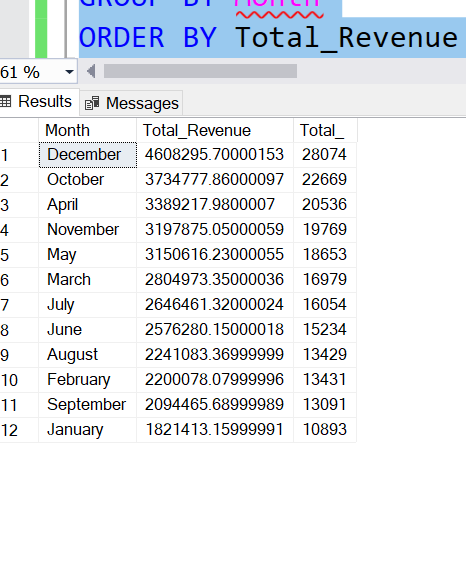 GROUP BY Month
ORDER BY Total_Revenue
61 %
Results Messages
Month Total_Revenue Total_
1 December 4608295.70000153 28074
2 October 3734777.86000097 22669
3 April 3389217.9800007 20536
4 November 3197875.05000059 19769
5 May 3150616.23000055 18653
6 March 2804973.35000036 16979
7 July 2646461.32000024 16054
8 June 2576280.15000018 15234
9 August 2241083.36999999 13429
10 February 2200078.07999996 13431
11 September 2094465.68999989 13091
12 January 1821413.15999991 10893